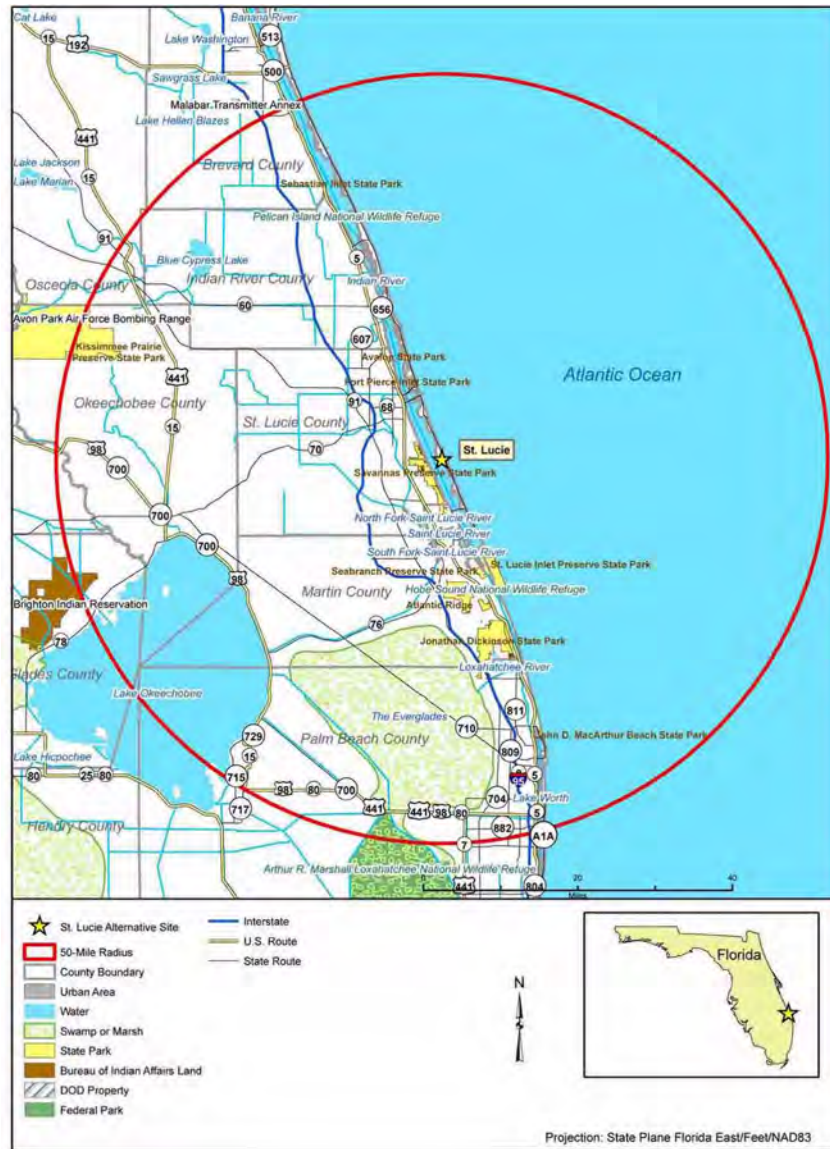 Cat Lake
Banana River
513
15
192
Lake Washington
500
Sawgrass Lake
Malabar Transmitter Annex
Lake Hellen Blazes
441
Lake Jackson
Brevard County
Lake Marian
15
Sebastian Inlet State Park
Pelican Island National Wildlife Refuge
91
5
Blue Cypress Lake
Osceola County
Indian River County
Indian River
60
656
Avon Park Air Force Bombing Range
607
Kissimmee Prairie
Preserve State Park
Avalon State Park
Atlantic Ocean
441
Fort Pierce Inlet State Park
Okeechobee County
91
68
15
St. Lucie County
98
70
St. Lucie
700
Savannas Preserve State Park
700
North Fork Saint Lucie River
Saint Lucie River
700
South Fork Saint Lucie River
St. Lucie Inlet Preserve State Park
98
Seabranch Preserve State Park
Martin County
Hobe Sound National Wildlife Refuge
Brighton Indian Reservation
Atlantic Ridge
76
78
Jonathan Dickinson State Park
Glades County
Loxahatchee River
Lake Okeechobee
811
The Everglades
710
John D. MacArthur Beach State Park
729
Palm Beach County
809
Lake Hicpochee
15
80
25
80
715
95
5
98
80
700
704
Lake Worth
717
441
441
98
80
5
Hendry County
882
A1A
7
Arthur R. Marshall Loxahatchee National Wildlife Refuge
441
804
0
20
40
Miles
St. Lucie Alternative Site
50-Mile Radius
County Boundary
Urban Area
Water
Swamp or Marsh
State Park
Bureau of Indian Affairs Land
DOD Property
Federal Park
Interstate
U.S. Route
State Route
N
Florida
Projection: State Plane Florida East/Feet/NAD83